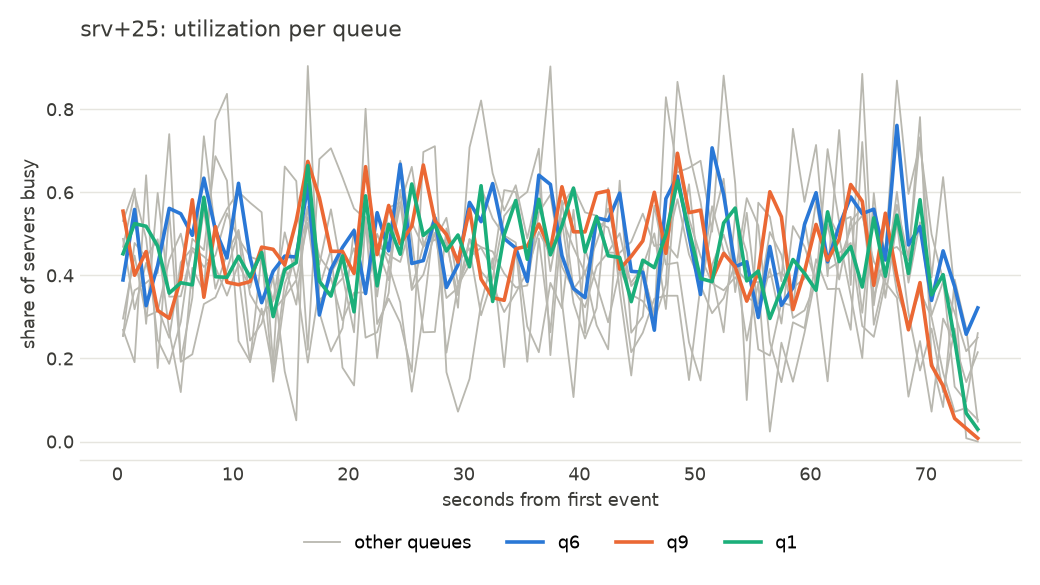 srv+25: utilization per queue
share of servers busy
0.8
0.6
0.4
0.2
0.0
0 10 20 30 40 50 60 70
seconds from first event
other queues q6 q9 q1